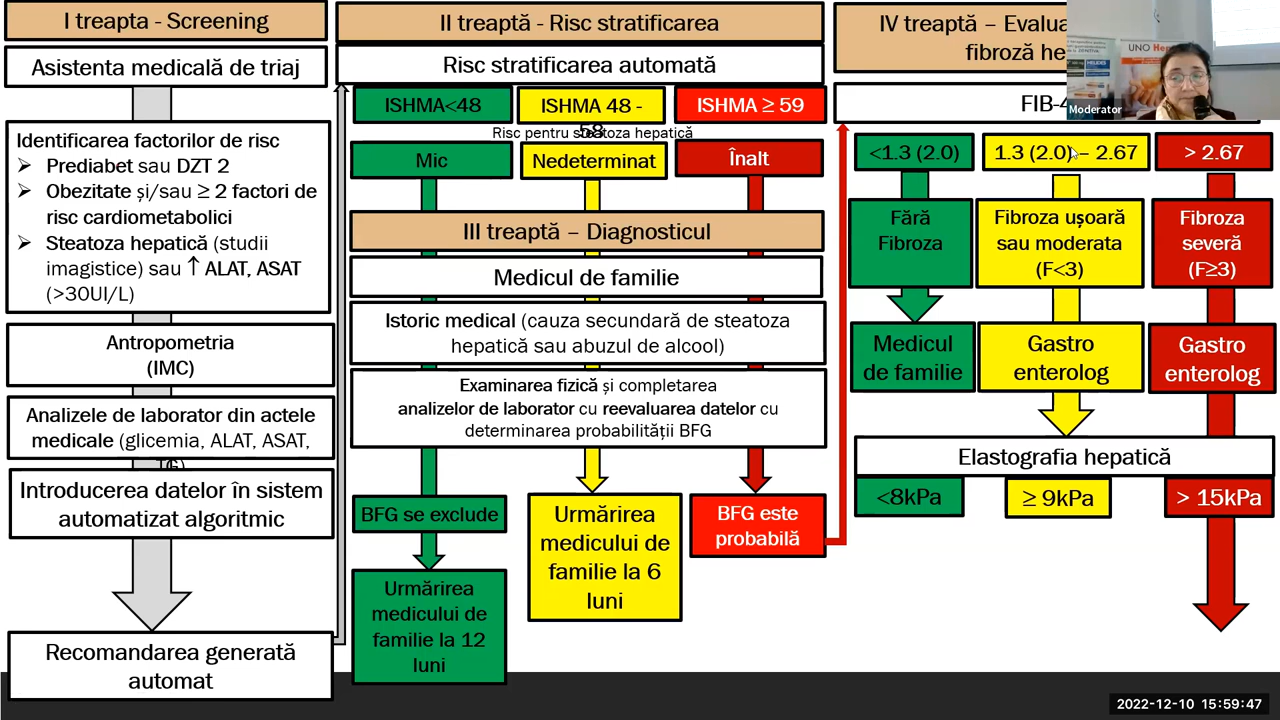 I treapta - Screening
Asistenta medicală de triaj
Identificarea factorilor de risc
➤ Prediabet sau DZT 2
➤ Obezitate și/sau ≥ 2 factori de
risc cardiometabolici
➤ Steatoza hepatică (studii
imagistice) sau ↑ ALAT, ASAT
(>30UI/L)
Antropometria
(IMC)
Analizele de laborator din actele
medicale (glicemia, ALAT, ASAT,
TG)
Introducerea datelor în sistem
automatizat algoritmic
Recomandarea generată
automat
II treaptă - Risc stratificarea
Risc stratificarea automată
ISHMA<48
ISHMA 48 -
58
ISHMA ≥ 59
Risc pentru steatoza hepatică
Mic
Nedeterminat
Înalt
III treaptă – Diagnosticul
Medicul de familie
Istoric medical (cauza secundară de steatoza
hepatică sau abuzul de alcool)
Examinarea fizică și completarea
analizelor de laborator cu reevaluarea datelor cu
determinarea probabilității BFG
BFG se exclude
Urmărirea
medicului de
familie la 12
luni
Urmărirea
medicului de
familie la 6
luni
BFG este
probabilă
IV treaptă – Evalua
fibroză he
FIB-4
<1.3 (2.0)
1.3 (2.0) – 2.67
> 2.67
Fără
Fibroza
Fibroza ușoară
sau moderata
(F<3)
Fibroza
severă
(F≥3)
Medicul
de familie
Gastro
enterolog
Gastro
enterolog
Elastografia hepatică
<8kPa
≥ 9kPa
> 15kPa
UNO Hep
Moderator
2022-12-10 15:59:47